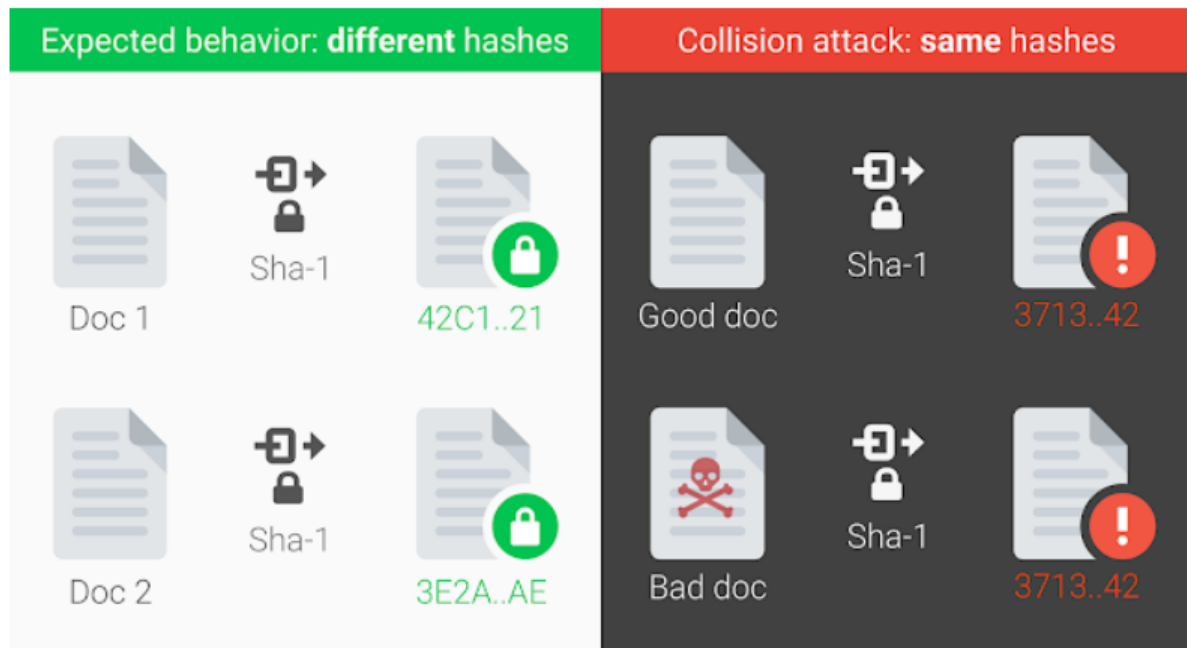 Expected behavior: different hashes
Collision attack: same hashes
Sha-1
Doc 1
42C1..21
Sha-1
Doc 2
3E2A..AE
Sha-1
Good doc
3713..42
Sha-1
Bad doc
3713..42